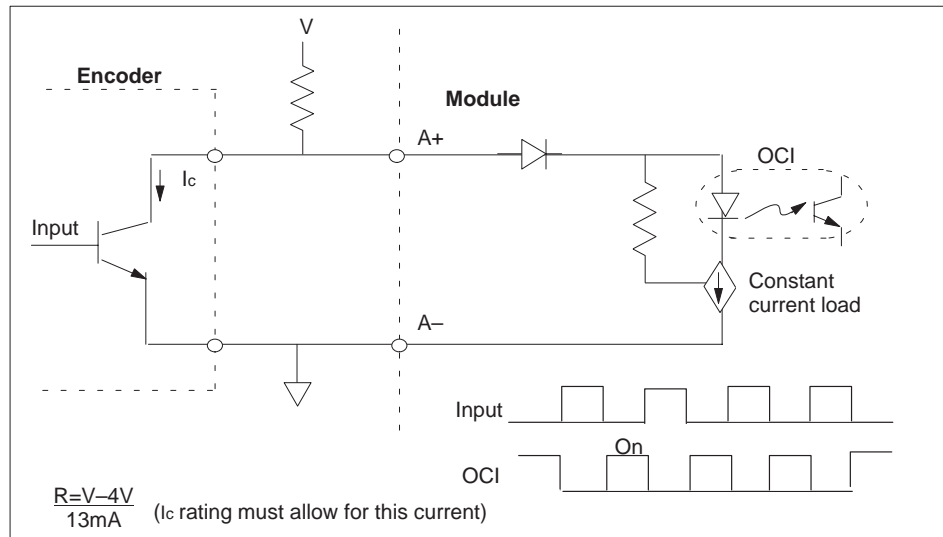 V
Encoder
Module
A+
OCI
Ic
Input
Constant
current load
A–
Input
On
OCI
R=V–4V
13mA
(Ic rating must allow for this current)